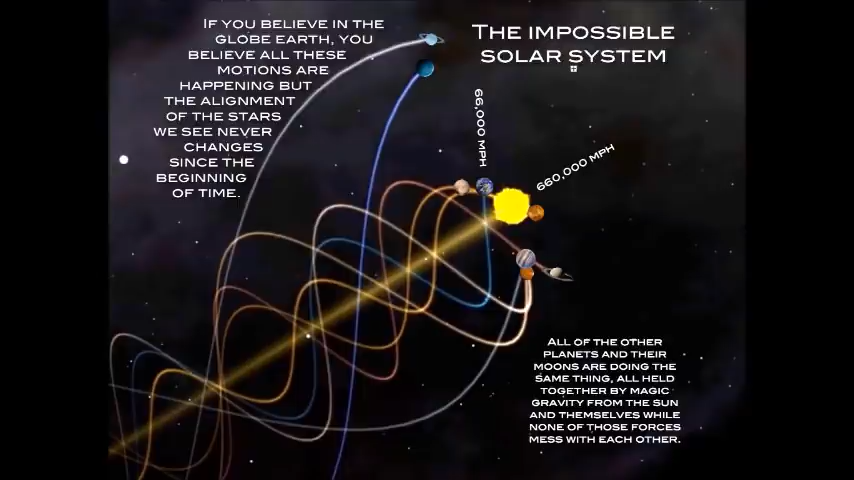 If you believe in the
globe earth, you
believe all these
motions are
happening but
the alignment
of the stars
we see never
changes
since the
beginning
of time.
The impossible
solar system
66,000 mph
660,000 mph
All of the other
planets and their
moons are doing the
same thing, all held
together by magic
gravity from the sun
and themselves while
none of those forces
mess with each other.